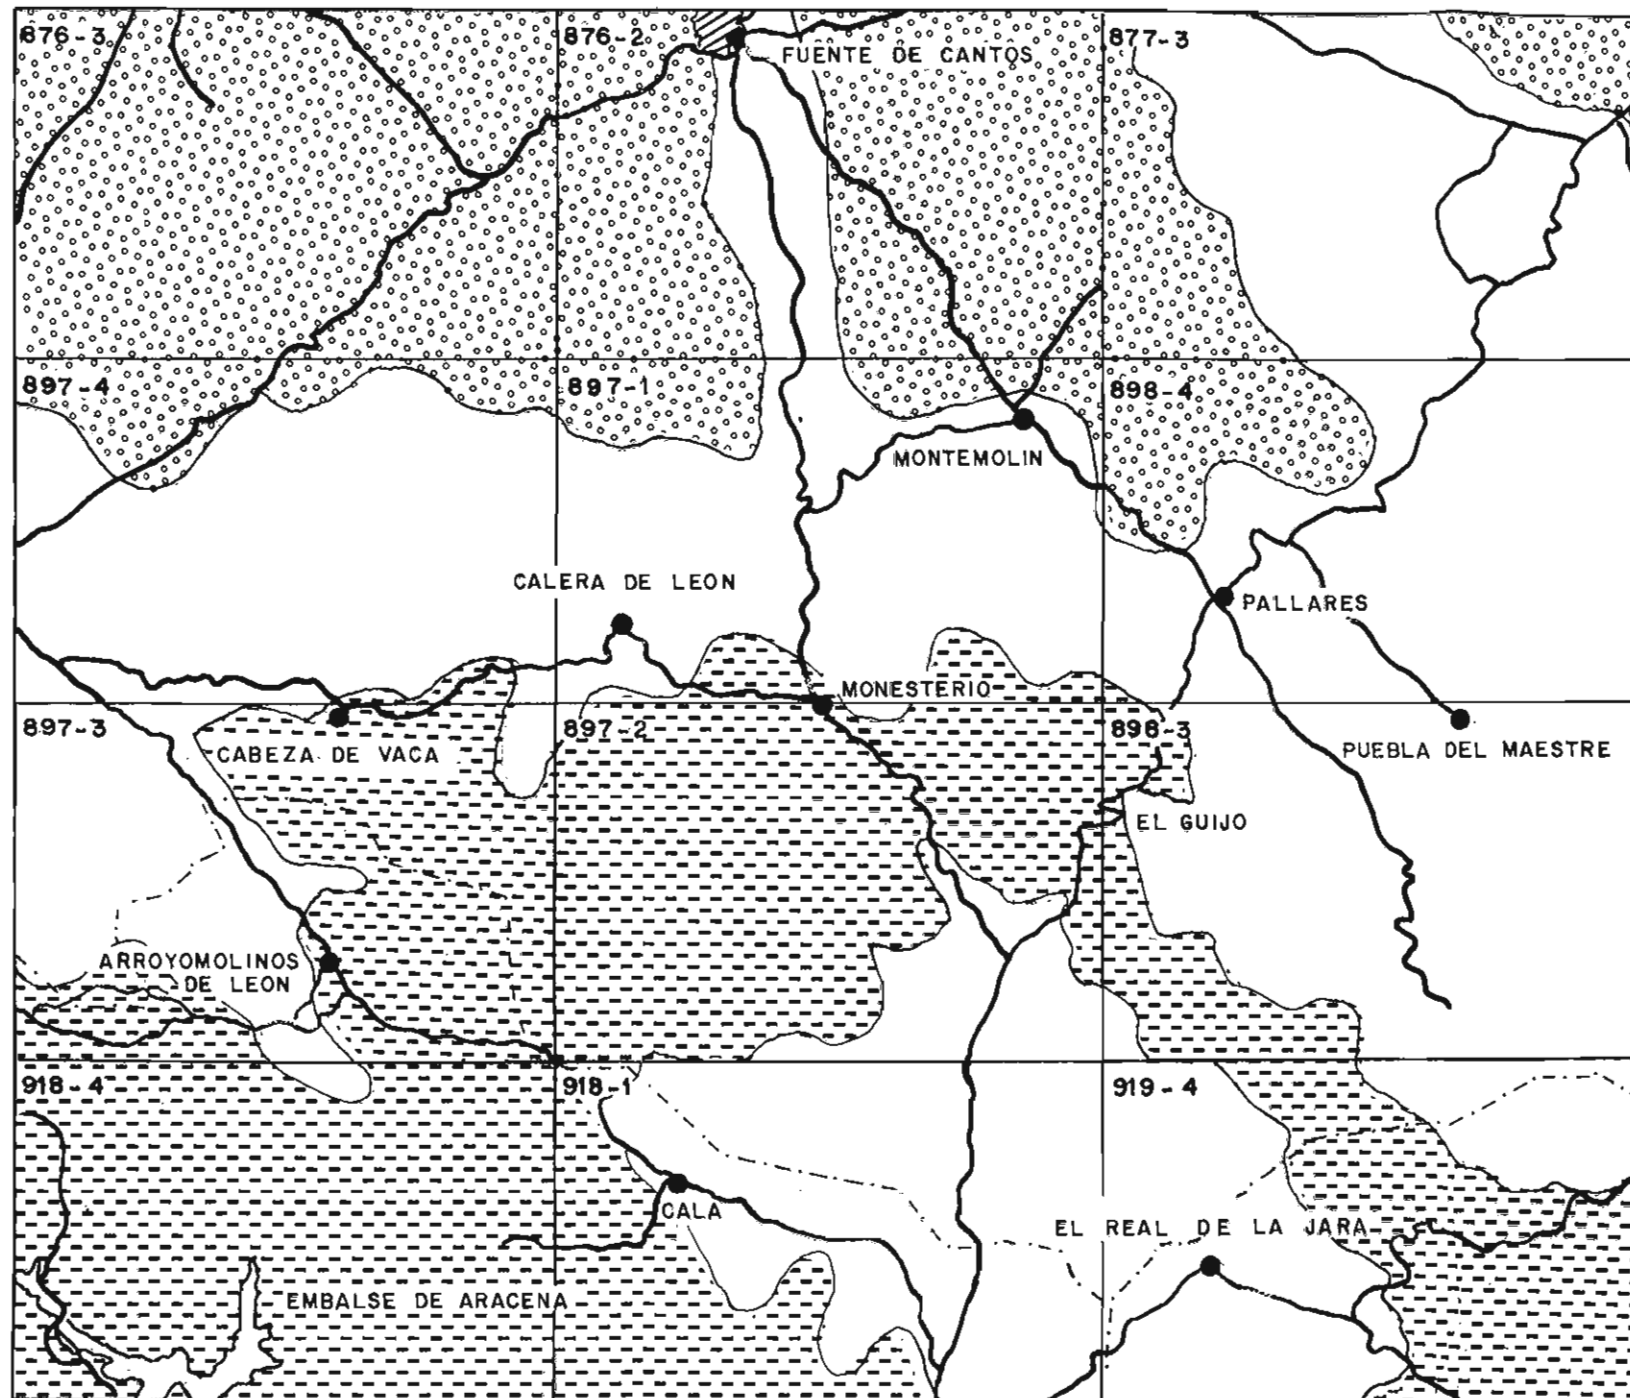 876-3
876-2
877-3
FUENTE DE CANTOS
897-4
897-1
898-4
MONTEMOLIN
CALERA DE LEON
PALLARES
MONESTERIO
897-3
897-2
898-3
CABEZA DE VACA
PUEBLA DEL MAESTRE
EL GUIJO
ARROYOMOLINOS
DE LEON
918-4
918-1
919-4
CALA
EL REAL DE LA JARA
EMBALSE DE ARACENA